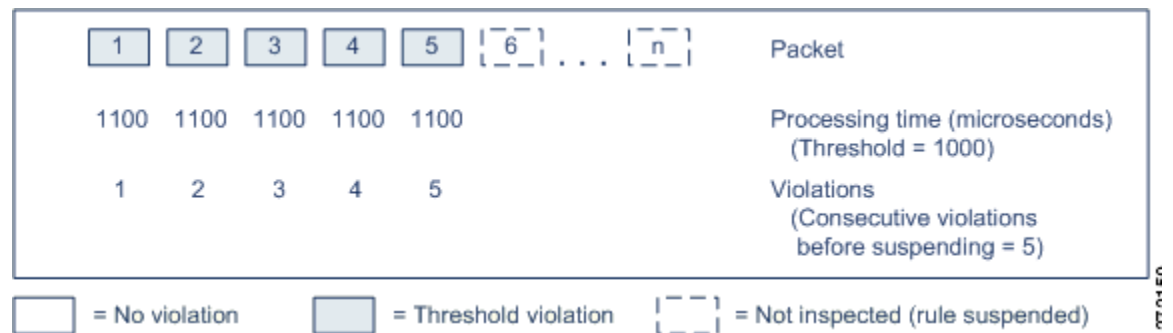 1 2 3 4 5 6 . . . n Packet
1100 1100 1100 1100 1100 Processing time (microseconds)
(Threshold = 1000)
1 2 3 4 5 Violations
(Consecutive violations
before suspending = 5)
= No violation = Threshold violation = Not inspected (rule suspended)